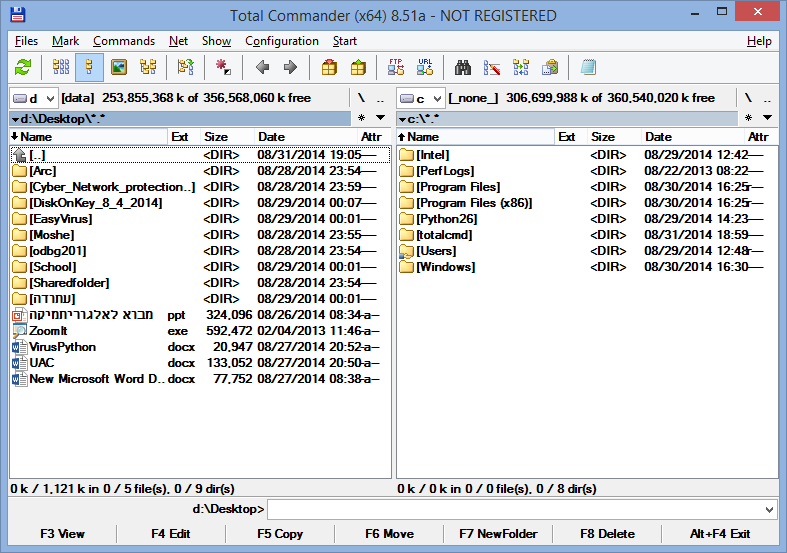 Total Commander (x64) 8.51a - NOT REGISTERED
Files Mark Commands Net Show Configuration Start Help
FTP URL
d [data] 253,855,368 k of 356,568,060 k free \ ..
d:\Desktop\*.* *
Name Ext Size Date Attr
[..] <DIR> 08/31/2014 19:05----
[Arc] <DIR> 08/28/2014 23:54----
[Cyber_Network_protection..] <DIR> 08/28/2014 23:59----
[DiskOnKey_8_4_2014] <DIR> 08/29/2014 00:07----
[EasyVirus] <DIR> 08/29/2014 00:01----
[Moshe] <DIR> 08/28/2014 23:55----
[odbg201] <DIR> 08/28/2014 23:54----
[School] <DIR> 08/29/2014 00:01----
[Sharedfolder] <DIR> 08/28/2014 23:54----
[עתרדה] <DIR> 08/29/2014 00:01----
מבוא לאלגוריתמיקה ppt 324,096 08/26/2014 08:34-a--
ZoomIt exe 592,472 02/04/2013 11:46-a--
VirusPython docx 20,947 08/27/2014 20:52-a--
UAC docx 133,052 08/27/2014 20:50-a--
New Microsoft Word D.. docx 77,752 08/27/2014 08:38-a--
0 k / 1,121 k in 0 / 5 file(s), 0 / 9 dir(s)
c [_none_] 306,699,988 k of 360,540,020 k free \ ..
c:\*.* *
Name Ext Size Date Attr
[Intel] <DIR> 08/29/2014 12:42----
[PerfLogs] <DIR> 08/22/2013 08:22----
[Program Files] <DIR> 08/30/2014 16:25r---
[Program Files (x86)] <DIR> 08/30/2014 16:25r---
[Python26] <DIR> 08/29/2014 14:23----
[totalcmd] <DIR> 08/31/2014 18:59----
[Users] <DIR> 08/29/2014 12:48r---
[Windows] <DIR> 08/30/2014 16:30----
0 k / 0 k in 0 / 0 file(s), 0 / 8 dir(s)
d:\Desktop>
F3 View F4 Edit F5 Copy F6 Move F7 NewFolder F8 Delete Alt+F4 Exit